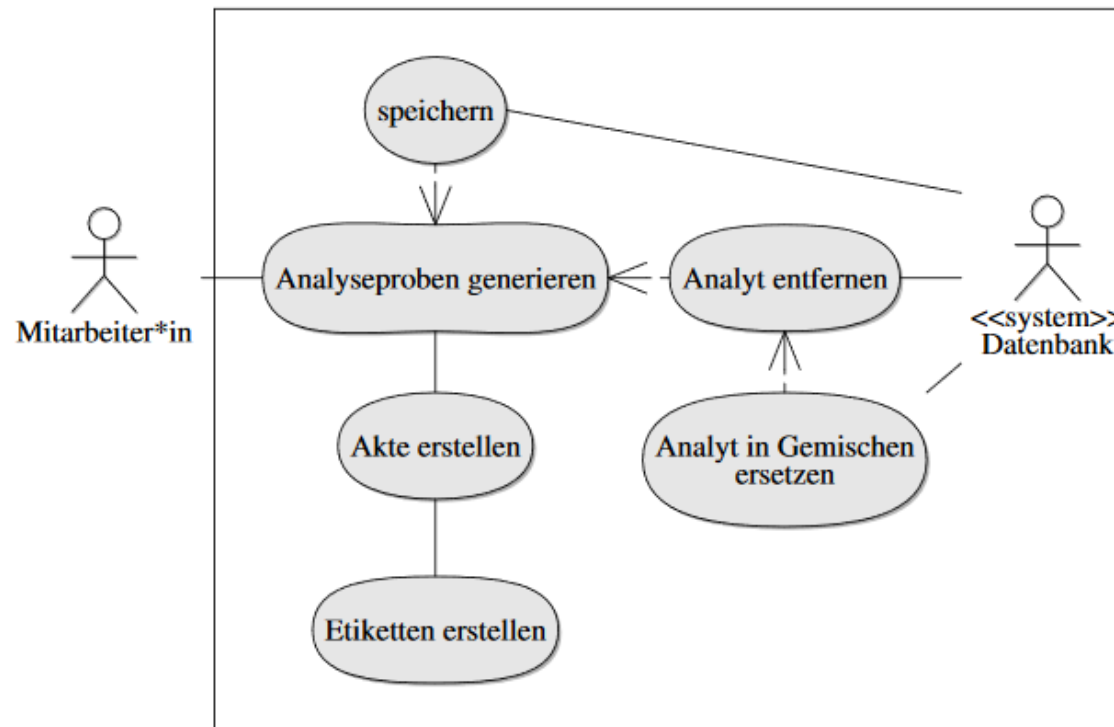 speichern
Analyseproben generieren
Analyt entfernen
Mitarbeiter*in
<<system>>
Datenbank
Akte erstellen
Analyt in Gemischen
ersetzen
Etiketten erstellen